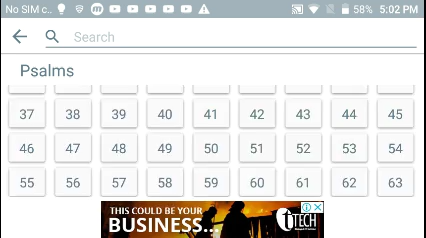 No SIM c.. 58% 5:02 PM
Search
Psalms
37 38 39 40 41 42 43 44 45
46 47 48 49 50 51 52 53 54
55 56 57 58 59 60 61 62 63
THIS COULD BE YOUR
BUSINESS...
iTECH